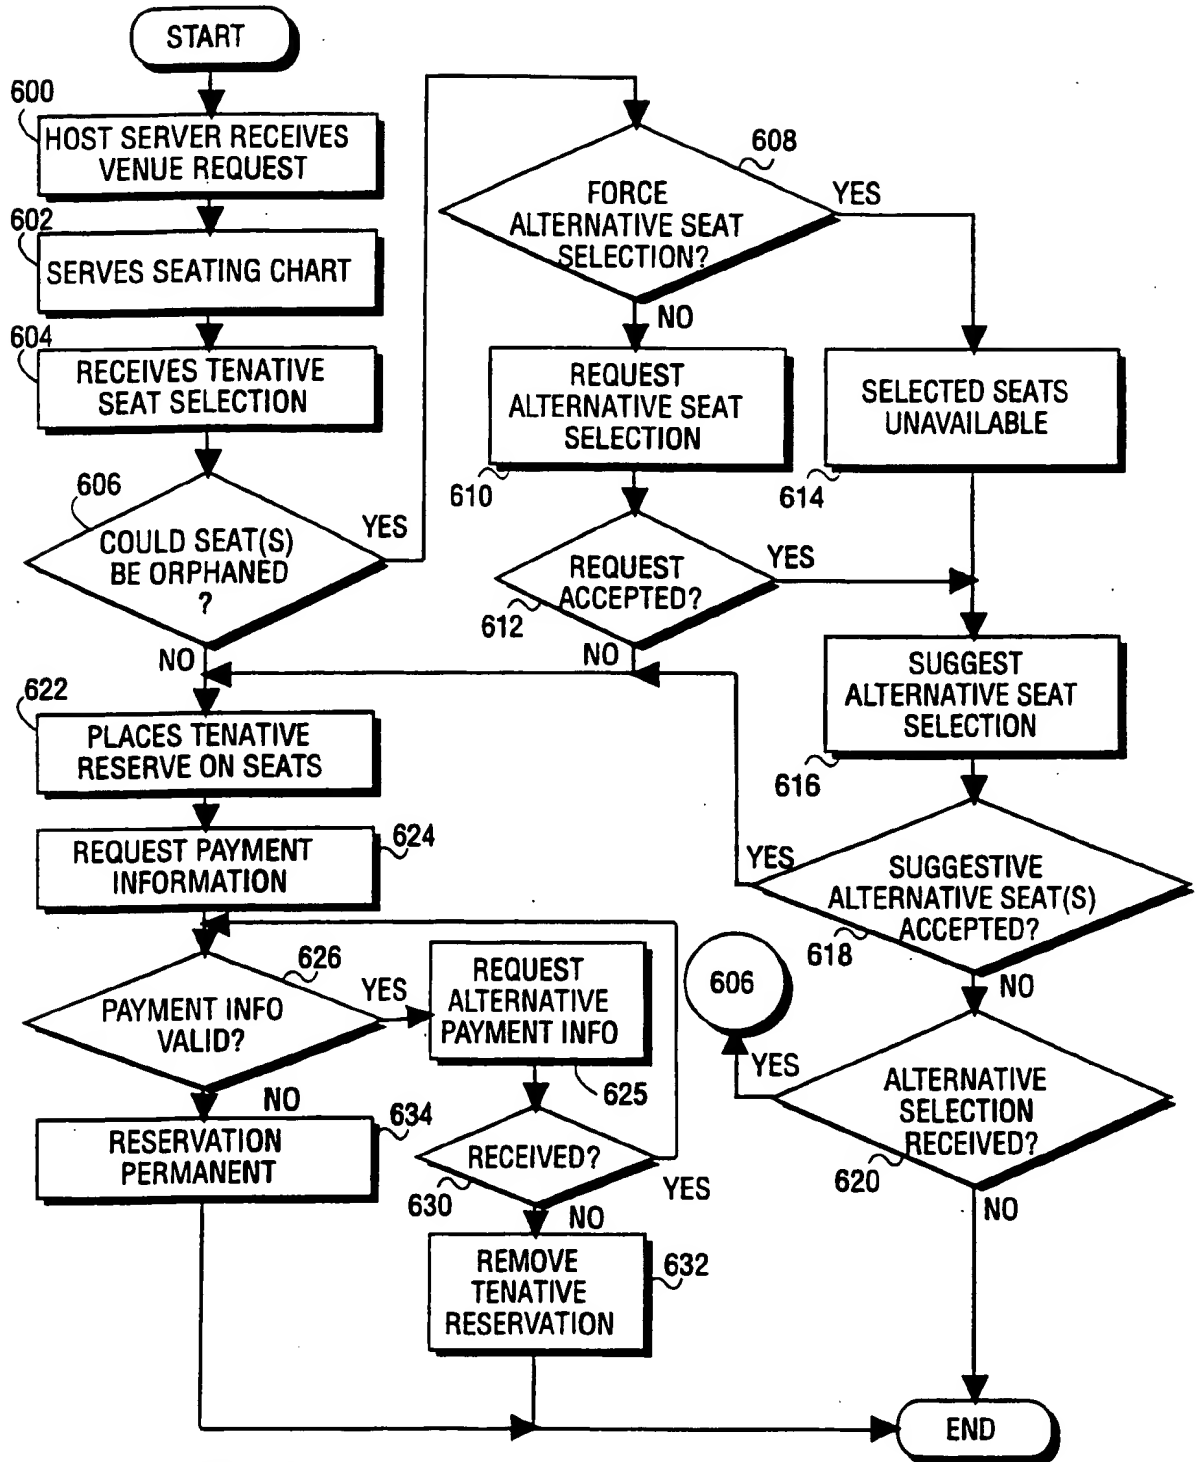 START
600
HOST SERVER RECEIVES
VENUE REQUEST
602
SERVES SEATING CHART
604
RECEIVES TENATIVE
SEAT SELECTION
606
COULD SEAT(S)
BE ORPHANED
?
YES
NO
608
FORCE
ALTERNATIVE SEAT
SELECTION?
YES
NO
REQUEST
ALTERNATIVE SEAT
SELECTION
610
SELECTED SEATS
UNAVAILABLE
614
REQUEST
ACCEPTED?
612
YES
NO
SUGGEST
ALTERNATIVE SEAT
SELECTION
616
SUGGESTIVE
ALTERNATIVE SEAT(S)
ACCEPTED?
618
YES
NO
606
YES
ALTERNATIVE
SELECTION
RECEIVED?
620
NO
622
PLACES TENATIVE
RESERVE ON SEATS
624
REQUEST PAYMENT
INFORMATION
626
PAYMENT INFO
VALID?
YES
NO
REQUEST
ALTERNATIVE
PAYMENT INFO
625
634
RESERVATION
PERMANENT
RECEIVED?
630
YES
NO
632
REMOVE
TENATIVE
RESERVATION
END